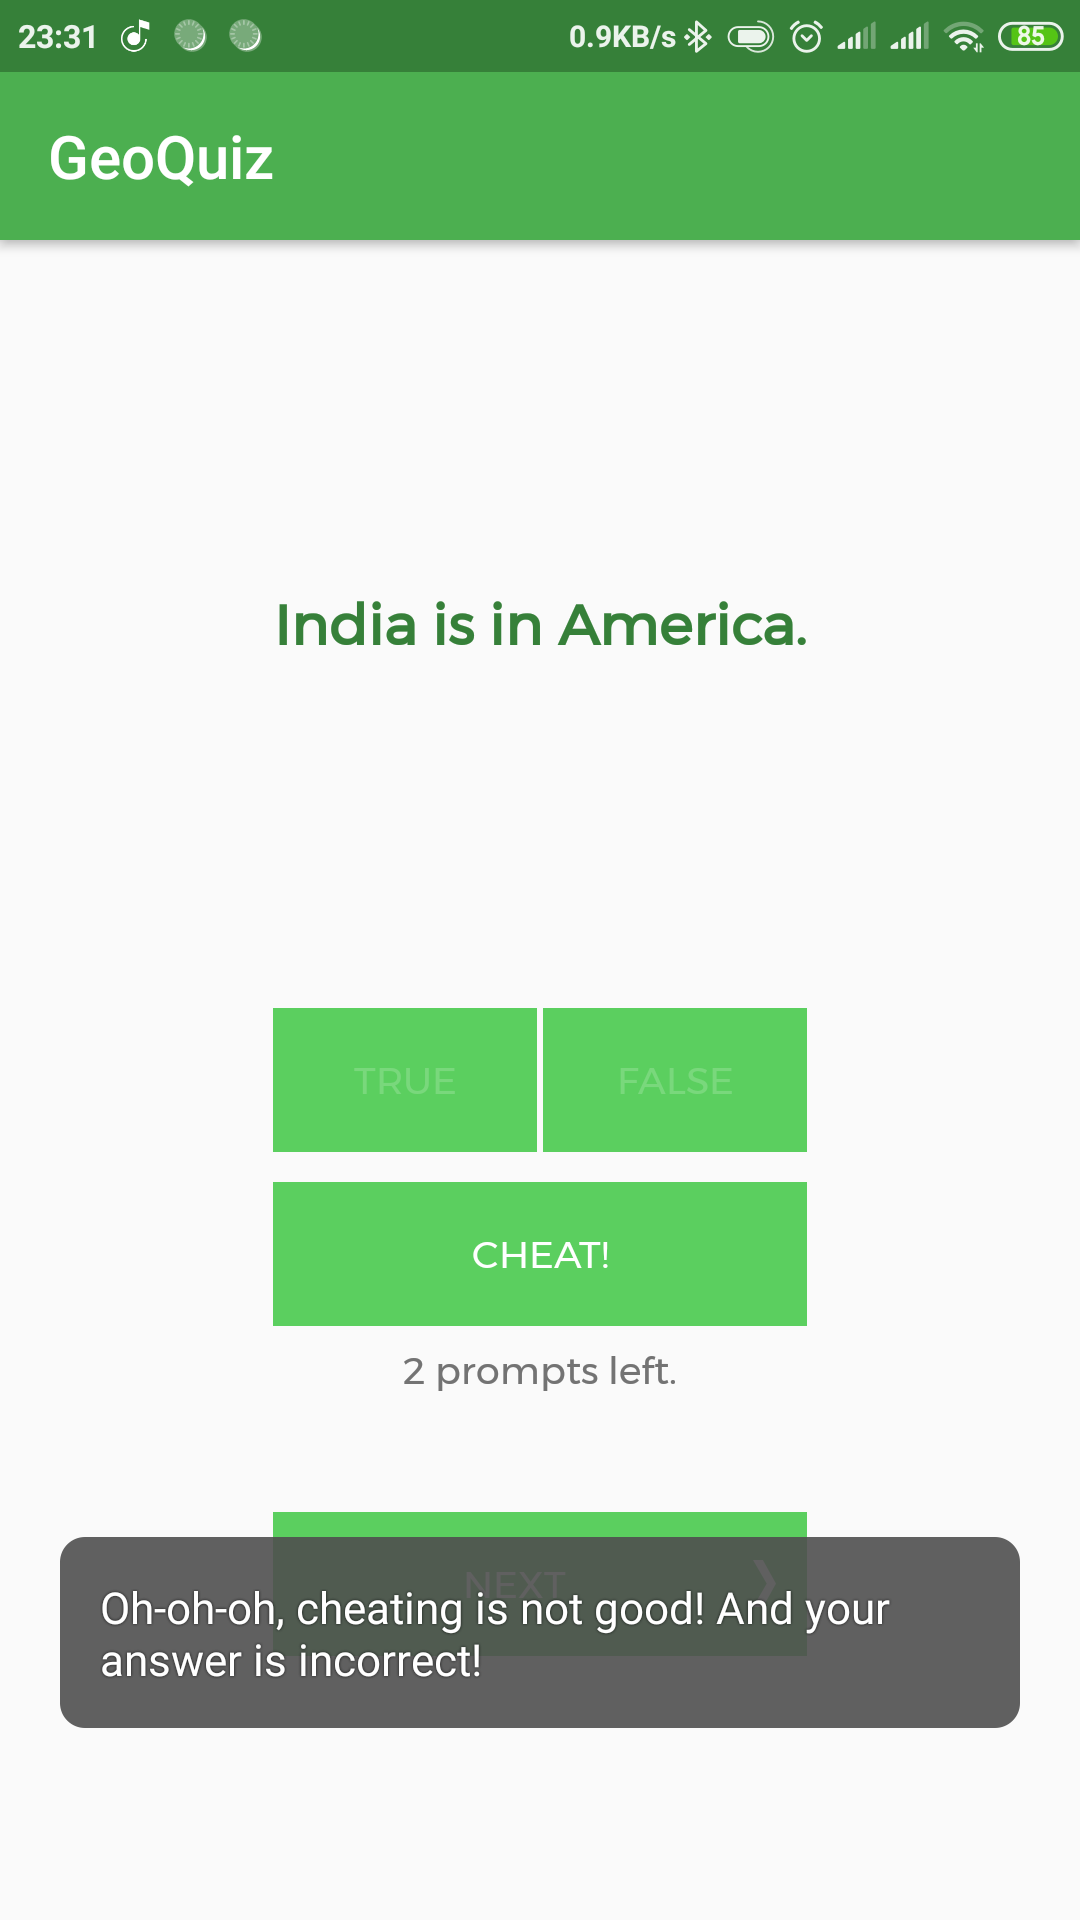 23:31 0.9KB/s 85
GeoQuiz
India is in America.
TRUE FALSE
CHEAT!
2 prompts left.
NEXT ❯
Oh-oh-oh, cheating is not good! And your
answer is incorrect!